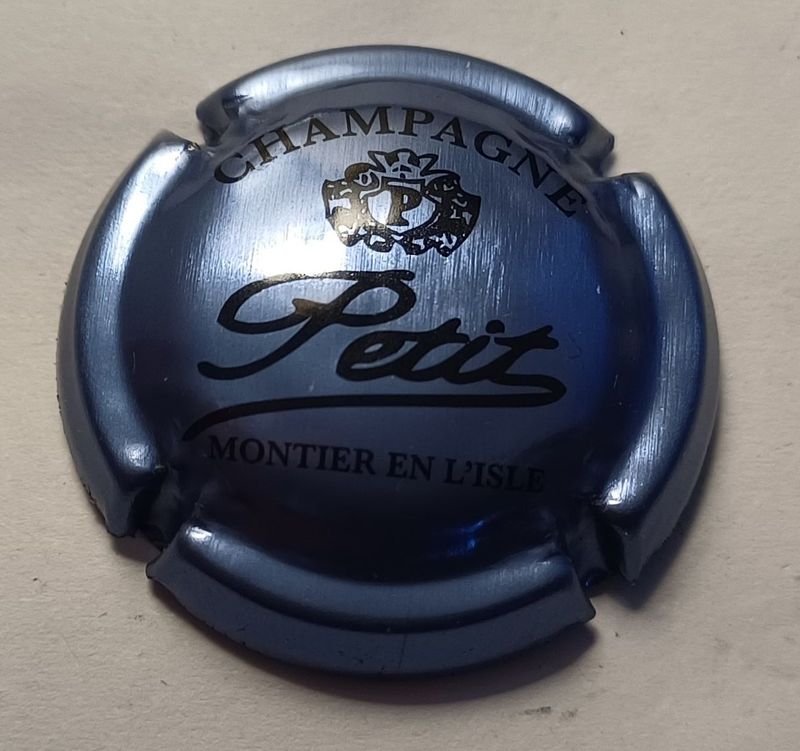 CHAMPAGNE
P
Petit
MONTIER EN L'ISLE